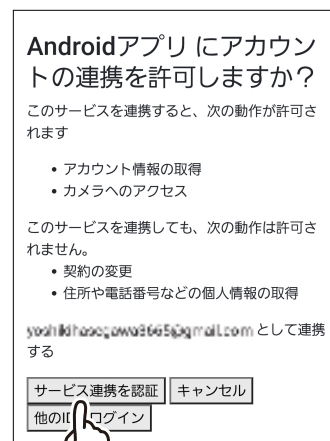 Androidアプリ にアカウン
トの連携を許可しますか？
このサービスを連携すると、次の動作が許可さ
れます
• アカウント情報の取得
• カメラへのアクセス
このサービスを連携しても、次の動作は許可さ
れません。
• 契約の変更
• 住所や電話番号などの個人情報の取得
として連携
する
サービス連携を認証 キャンセル
他のID ログイン